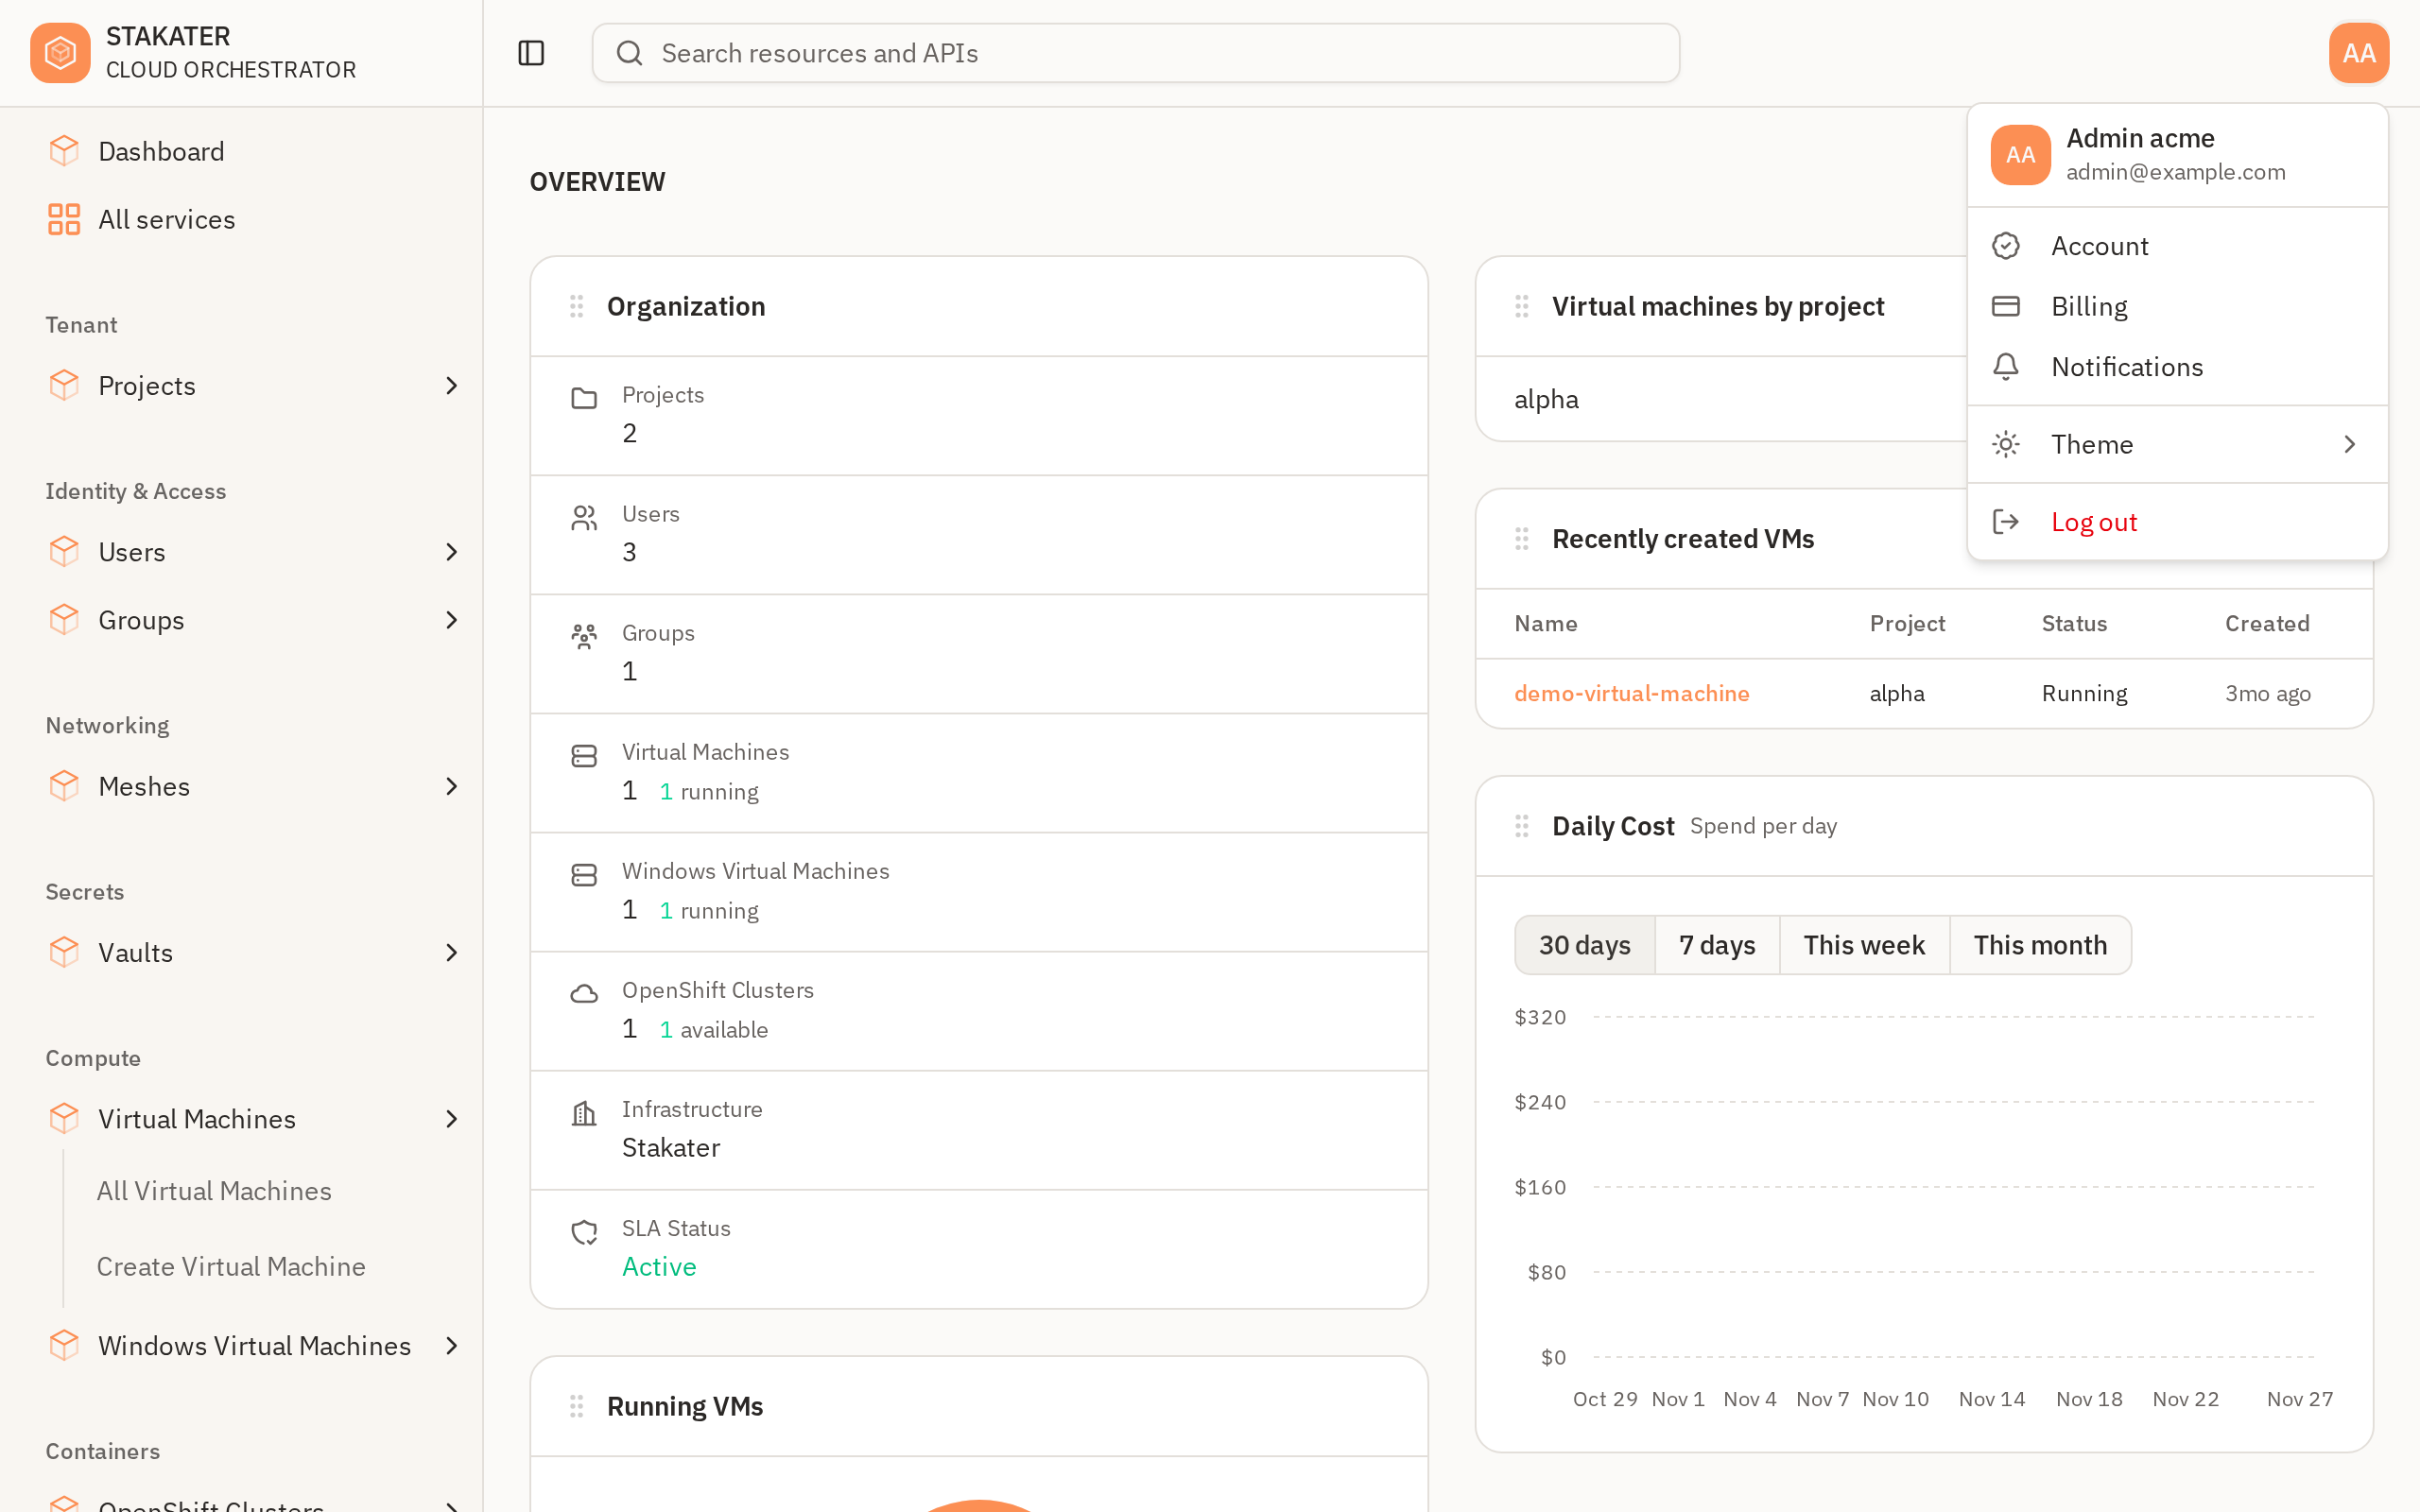 STAKATER
CLOUD ORCHESTRATOR
Search resources and APIs
AA
Dashboard
All services
Tenant
Projects
Identity & Access
Users
Groups
Networking
Meshes
Secrets
Vaults
Compute
Virtual Machines
All Virtual Machines
Create Virtual Machine
Windows Virtual Machines
Containers
OpenShift Clusters
OVERVIEW
Organization
Projects
2
Users
3
Groups
1
Virtual Machines
1 1 running
Windows Virtual Machines
1 1 running
OpenShift Clusters
1 1 available
Infrastructure
Stakater
SLA Status
Active
Running VMs
Virtual machines by project
alpha
Recently created VMs
Name Project Status Created
demo-virtual-machine alpha Running 3mo ago
Daily Cost Spend per day
30 days 7 days This week This month
$320
$240
$160
$80
$0
Oct 29 Nov 1 Nov 4 Nov 7 Nov 10 Nov 14 Nov 18 Nov 22 Nov 27
AA
Admin acme
admin@example.com
Account
Billing
Notifications
Theme
Log out